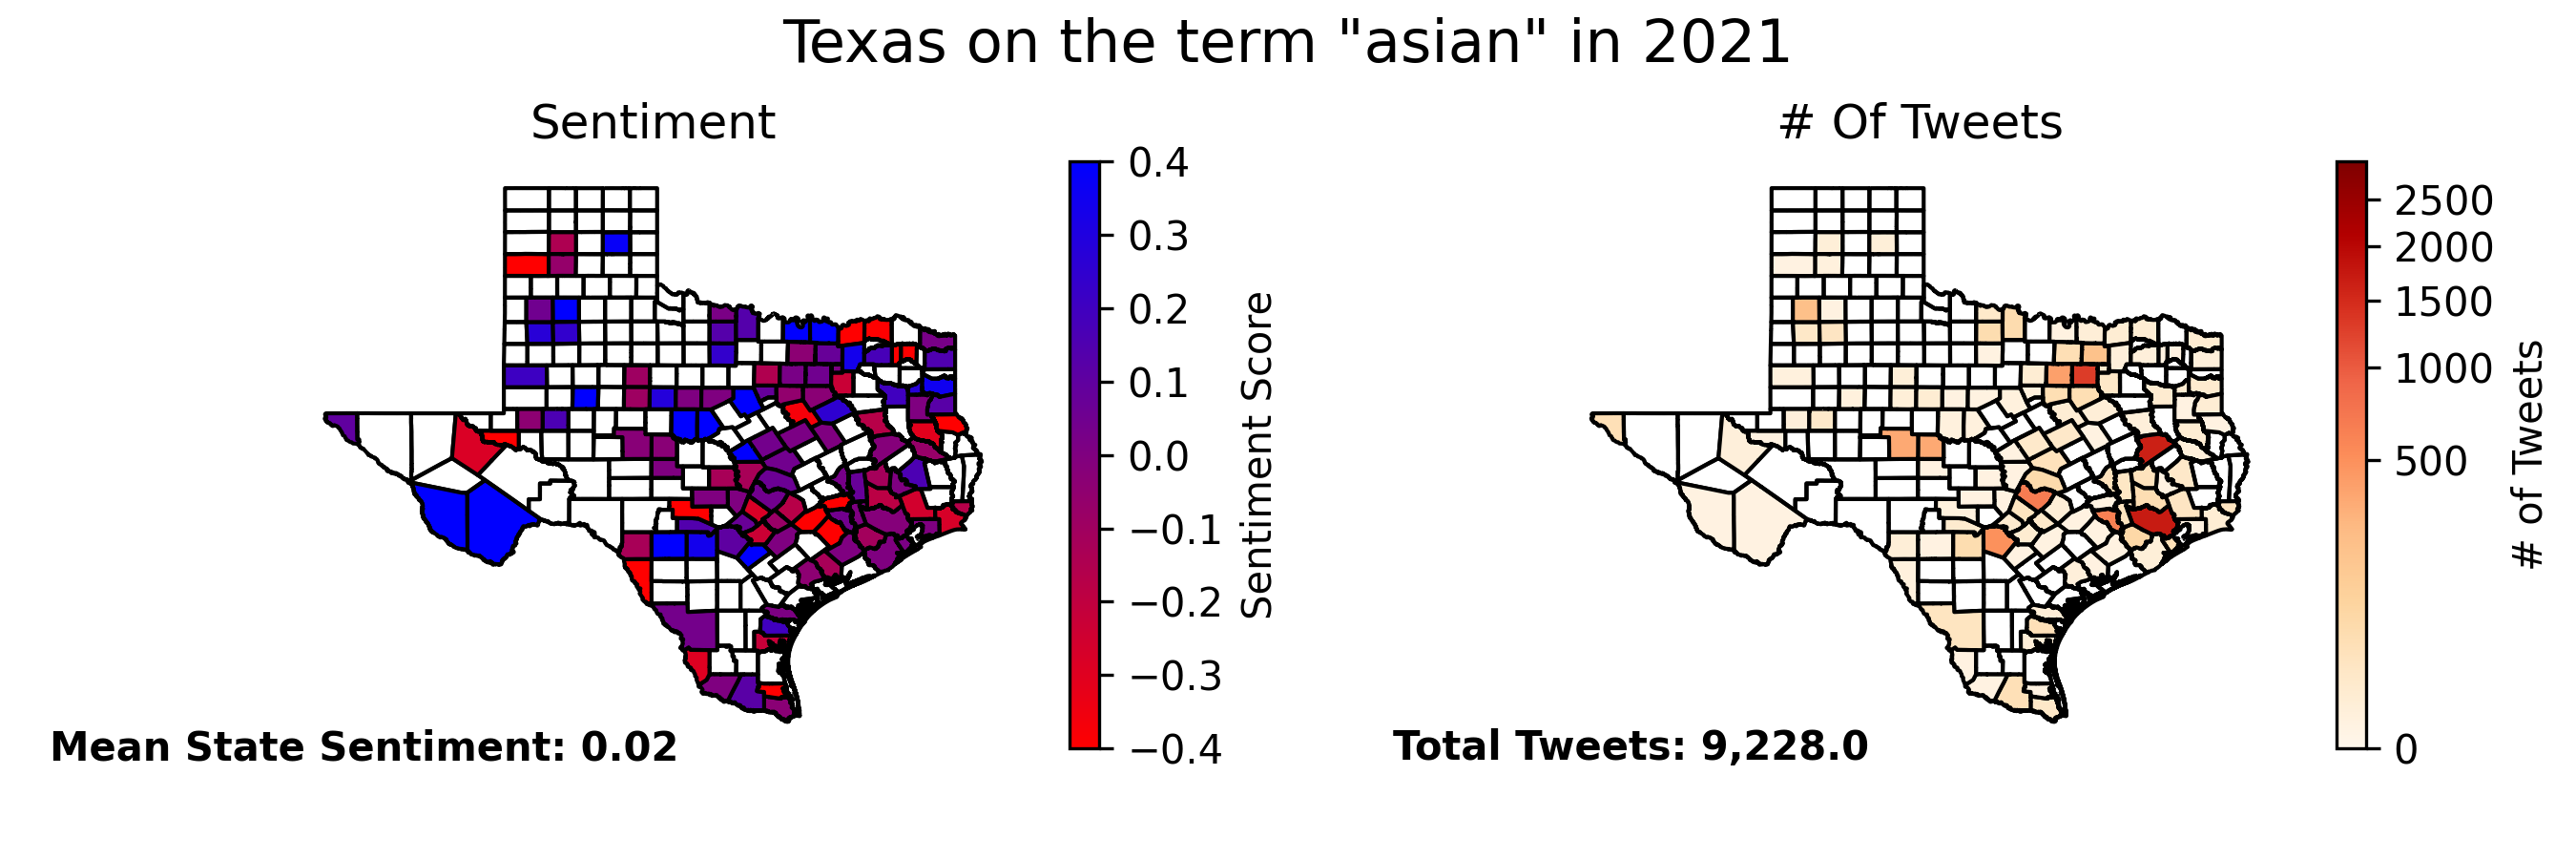 Texas on the term "asian" in 2021
Sentiment
0.4
0.3
0.2
0.1
0.0
−0.1
−0.2
−0.3
−0.4
Sentiment Score
Mean State Sentiment: 0.02
# Of Tweets
2500
2000
1500
1000
500
0
# of Tweets
Total Tweets: 9,228.0